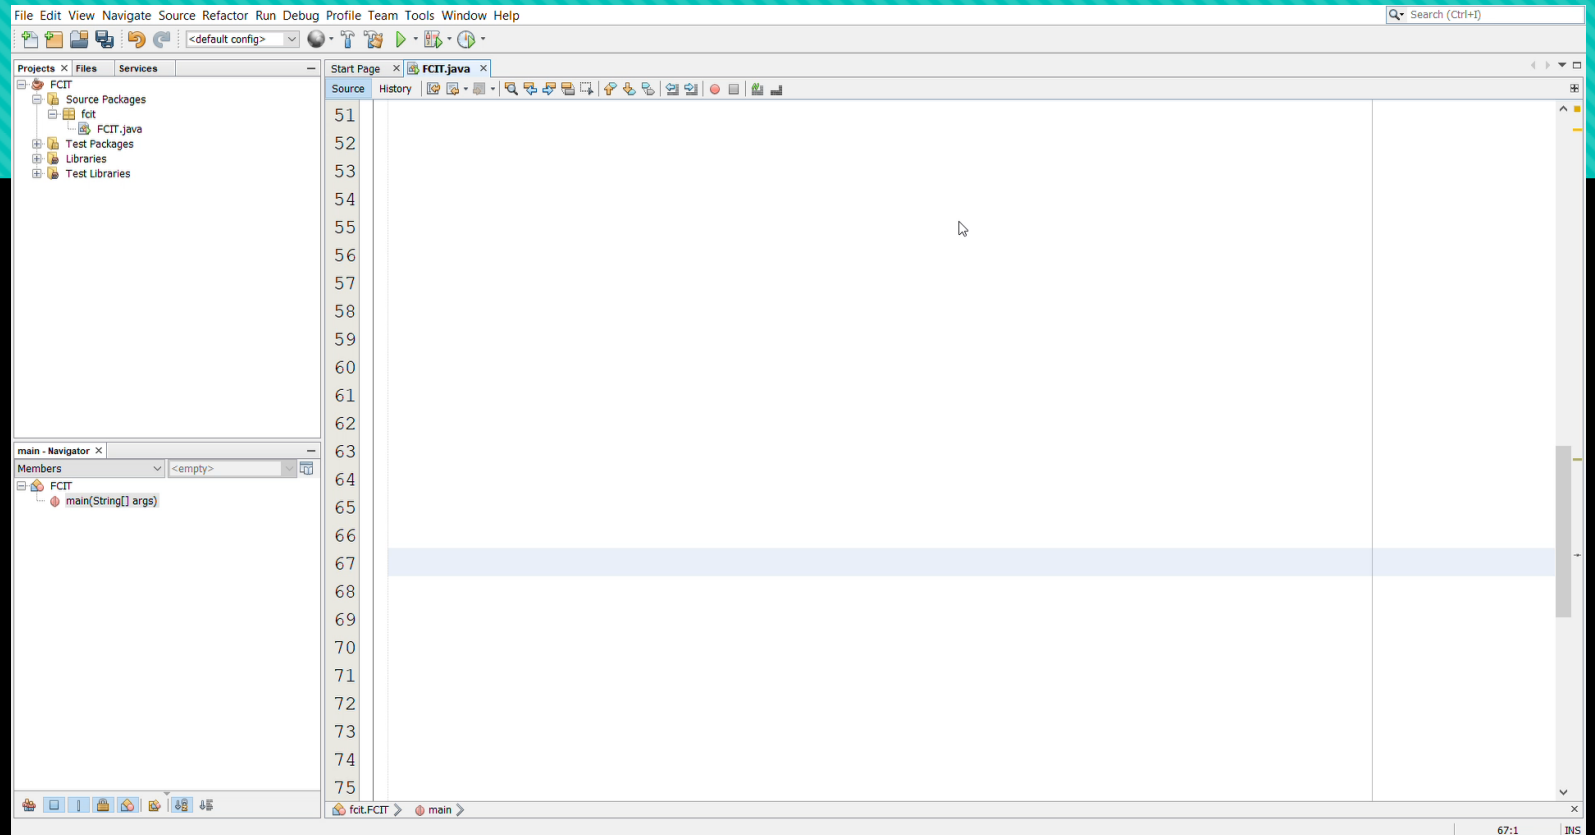 File Edit View Navigate Source Refactor Run Debug Profile Team Tools Window Help
Search (Ctrl+I)
<default config>
Projects Files Services
FCIT
Source Packages
fcit
FCIT.java
Test Packages
Libraries
Test Libraries
main - Navigator
Members <empty>
FCIT
main(String[] args)
Start Page FCIT.java
Source History
51
52
53
54
55
56
57
58
59
60
61
62
63
64
65
66
67
68
69
70
71
72
73
74
75
fcit.FCIT main
67:1 INS